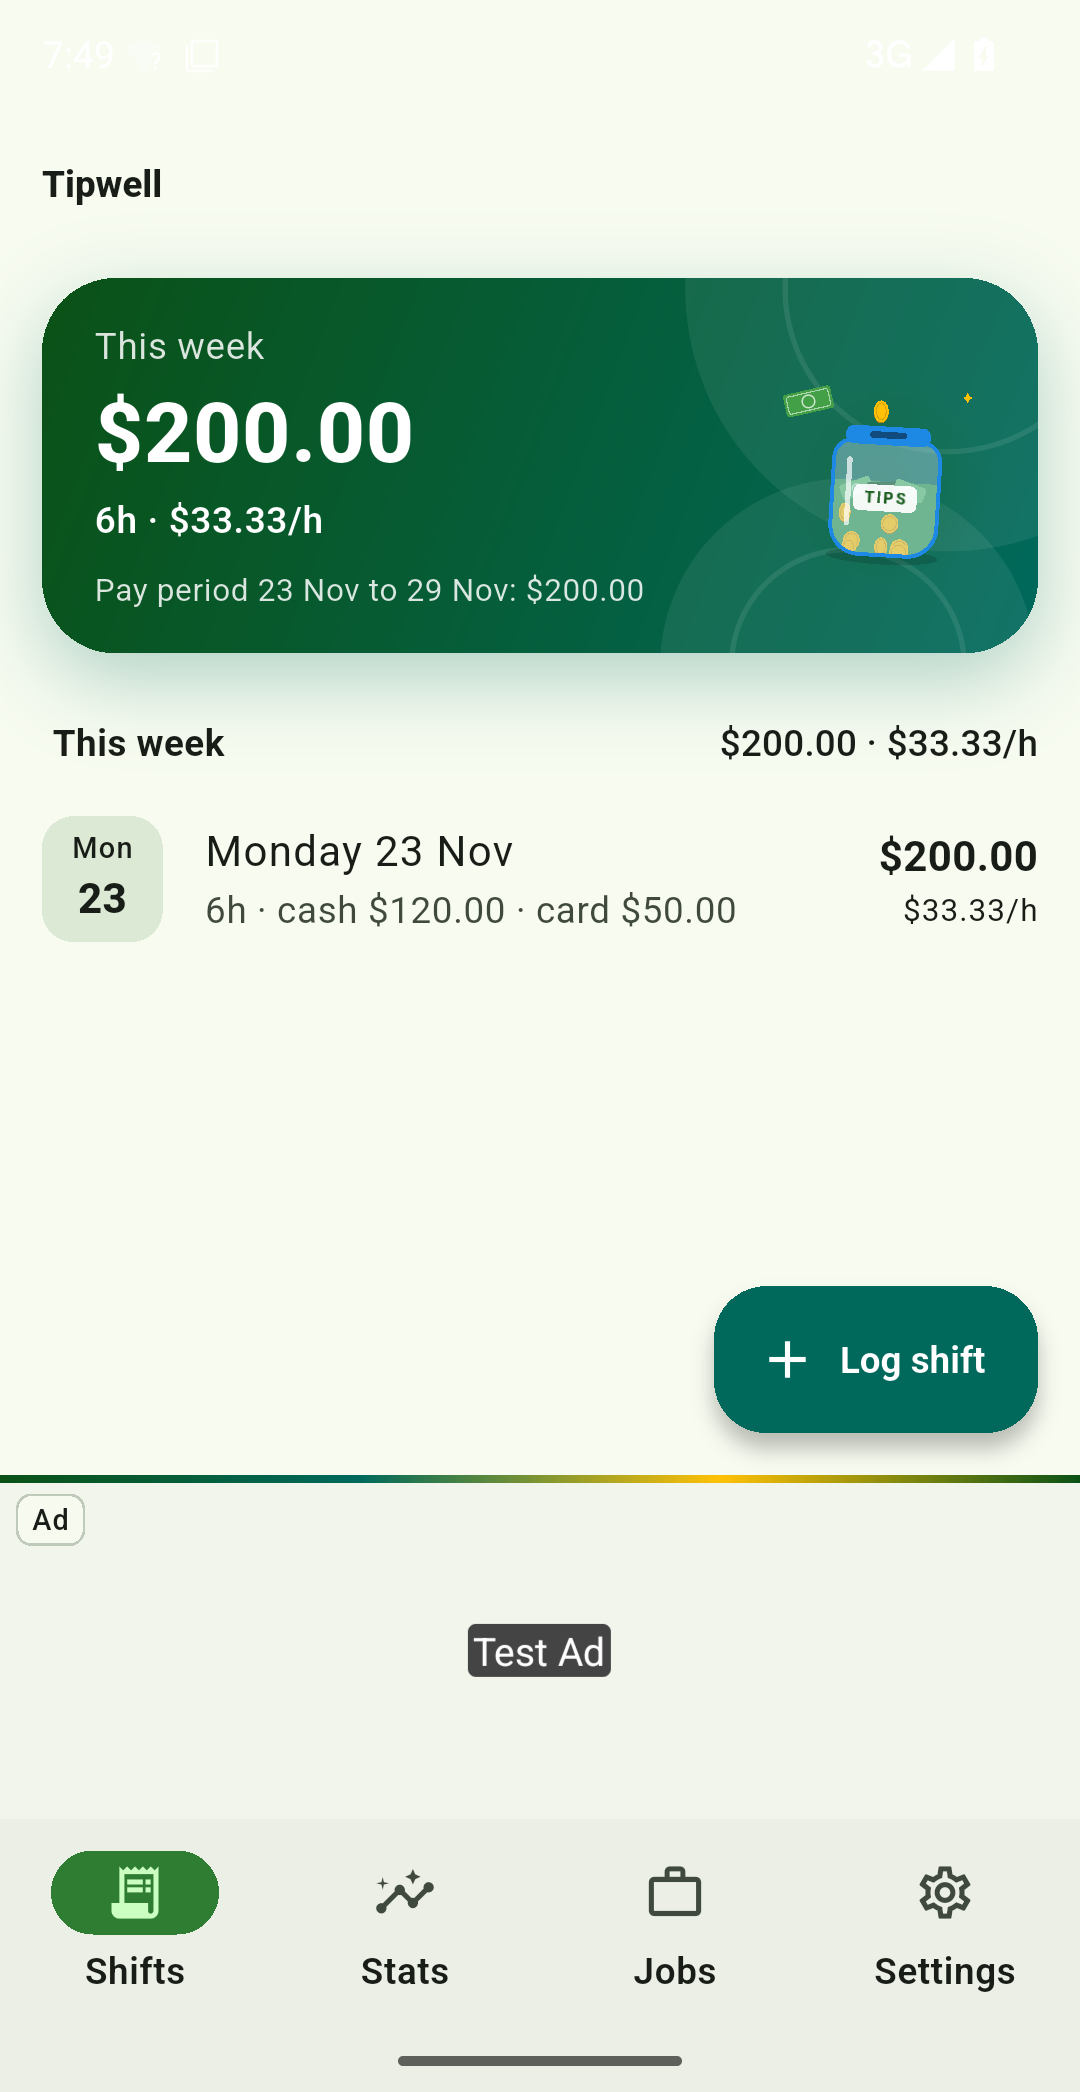 7:49
3G
Tipwell
This week
$200.00
6h · $33.33/h
Pay period 23 Nov to 29 Nov: $200.00
TIPS
This week
$200.00 · $33.33/h
Mon
23
Monday 23 Nov
6h · cash $120.00 · card $50.00
$200.00
$33.33/h
Log shift
Ad
Test Ad
Shifts
Stats
Jobs
Settings